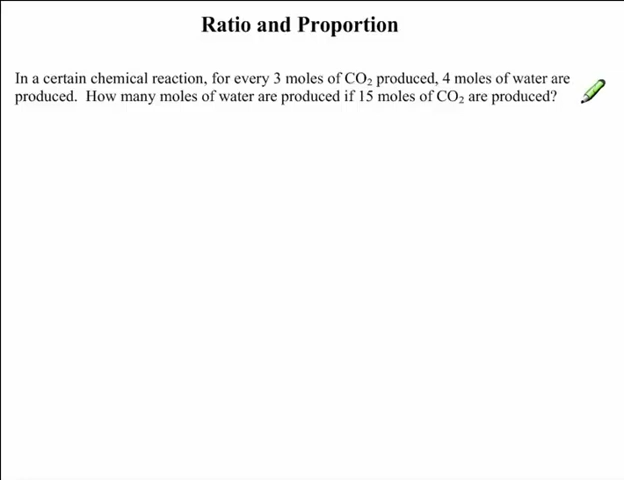 Ratio and Proportion
In a certain chemical reaction, for every 3 moles of CO₂ produced, 4 moles of water are
produced. How many moles of water are produced if 15 moles of CO₂ are produced?